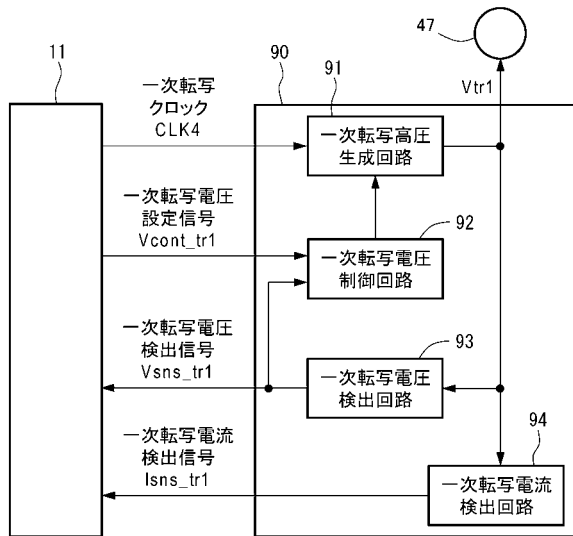 47
11
90
91
Vtr1
一次転写
クロック
CLK4
一次転写高圧
生成回路
92
一次転写電圧
設定信号
Vcont_tr1
一次転写電圧
制御回路
93
一次転写電圧
検出信号
Vsns_tr1
一次転写電圧
検出回路
94
一次転写電流
検出信号
Isns_tr1
一次転写電流
検出回路